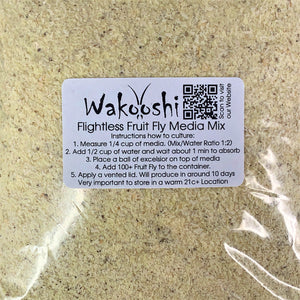 Wakooshi
Scan to visit
our Website
Flightless Fruit Fly Media Mix
Instructions how to culture:
1. Measure 1/4 cup of media. (Mix/Water Ratio 1:2)
2. Add 1/2 cup of water and wait about 1 min to absorb
3. Place a ball of excelsior on top of media
4. Add 100+ Fruit Fly to the container.
5. Apply a vented lid. Will produce in around 10 days
Very important to store in a warm 21c+ Location